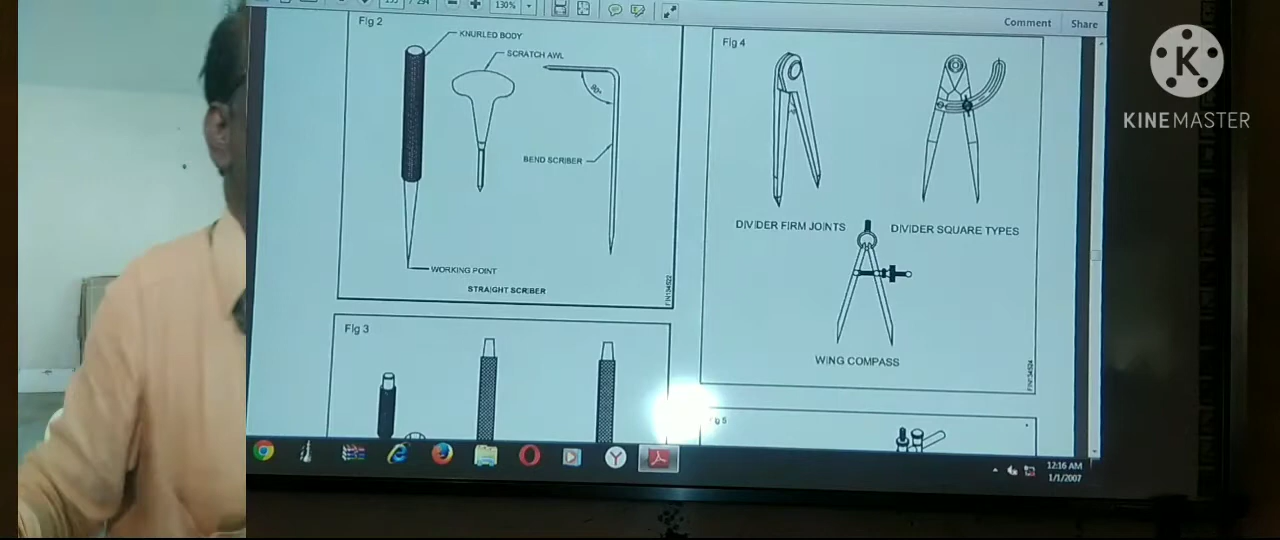 130%
Comment
Share
Fig 2
KNURLED BODY
SCRATCH AWL
BEND SCRIBER
WORKING POINT
STRAIGHT SCRIBER
Fig 3
Fig 4
DIVIDER FIRM JOINTS
DIVIDER SQUARE TYPES
WING COMPASS
12:16 AM
1/1/2007
K
KINEMASTER